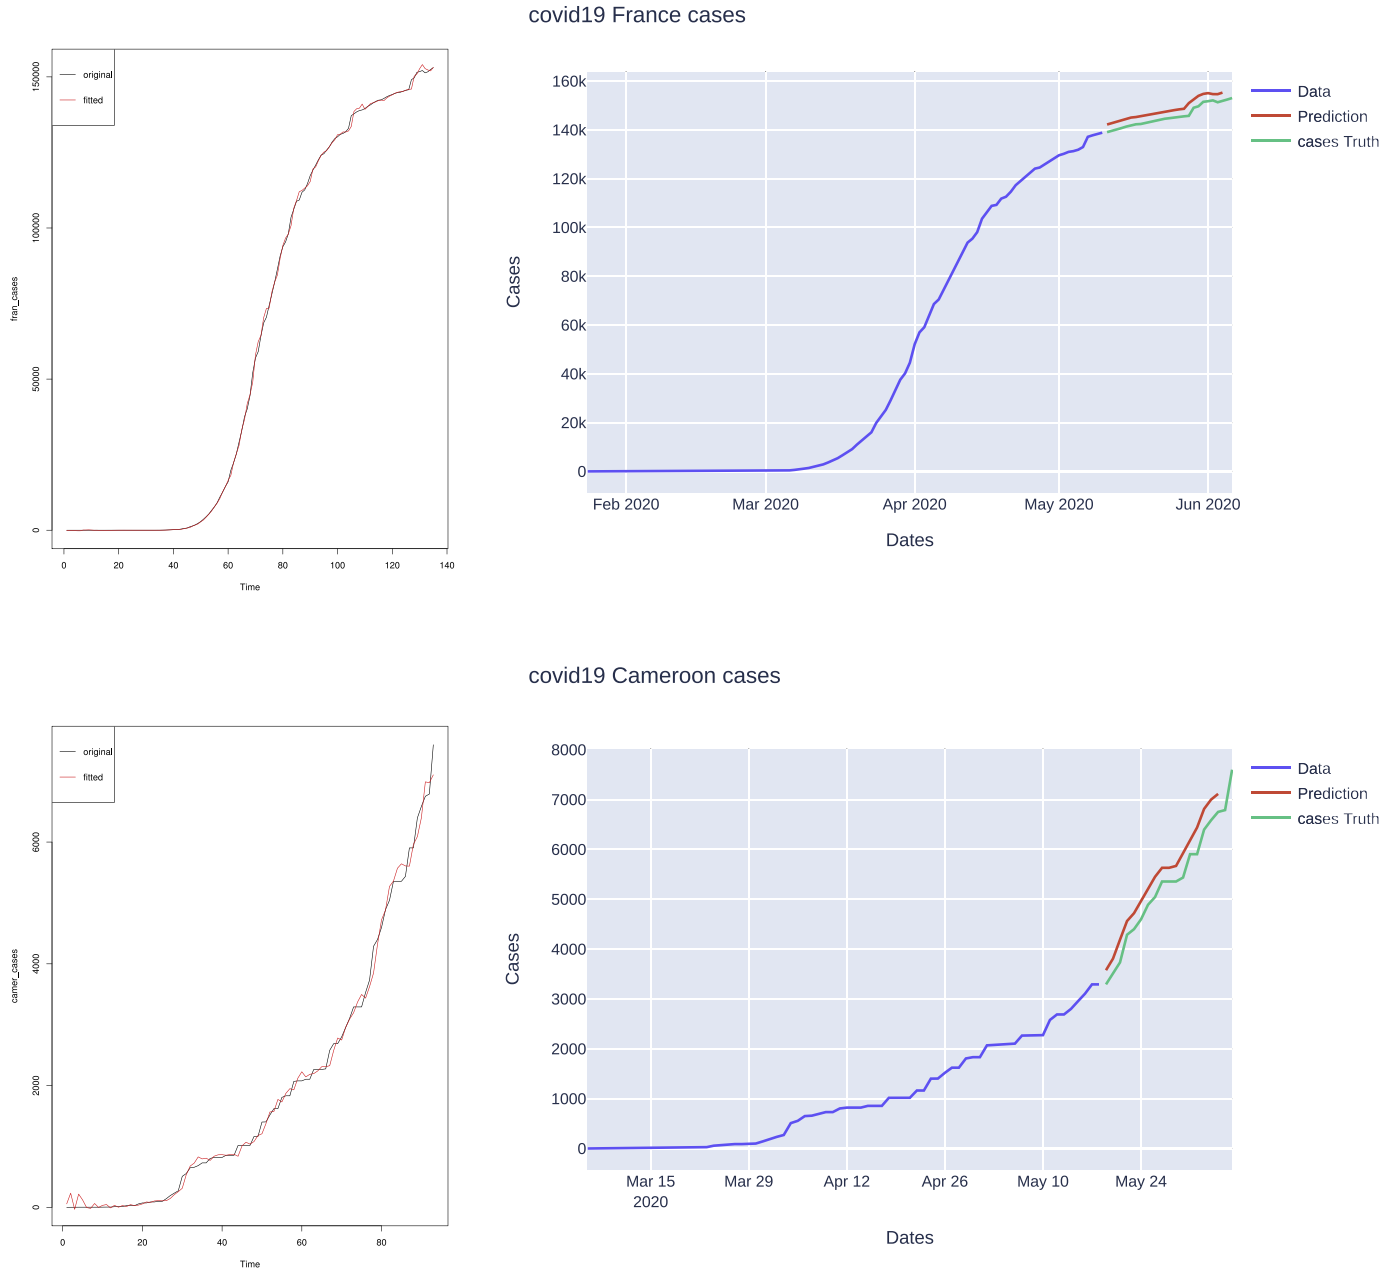 covid19 France cases
original
fitted
150000
100000
50000
0
fran_cases
0 20 40 60 80 100 120 140
Time
160k
140k
120k
100k
80k
60k
40k
20k
0
Cases
Feb 2020 Mar 2020 Apr 2020 May 2020 Jun 2020
Dates
Data
Prediction
cases Truth
covid19 Cameroon cases
original
fitted
6000
4000
2000
0
camer_cases
0 20 40 60 80
Time
8000
7000
6000
5000
4000
3000
2000
1000
0
Cases
Mar 15 Mar 29 Apr 12 Apr 26 May 10 May 24
2020
Dates
Data
Prediction
cases Truth